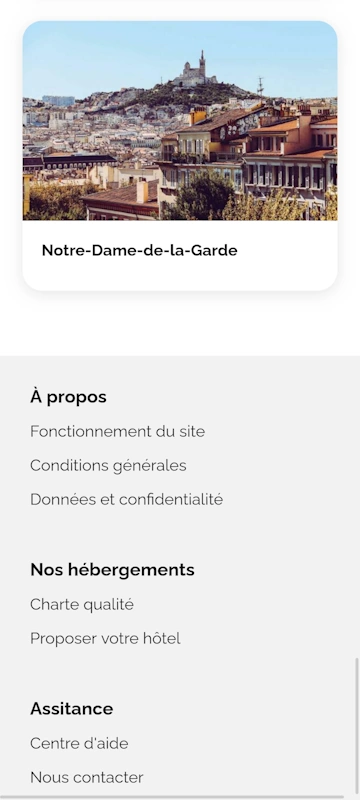 Notre-Dame-de-la-Garde
À propos
Fonctionnement du site
Conditions générales
Données et confidentialité
Nos hébergements
Charte qualité
Proposer votre hôtel
Assitance
Centre d'aide
Nous contacter